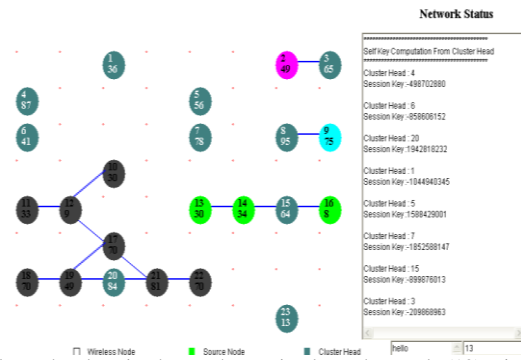 Network Status
****************************************
Self Key Computation From Cluster Head
****************************************
Cluster Head : 4
Session Key:-488702880
Cluster Head : 6
Session Key:-858606152
Cluster Head : 20
Session Key:1942818232
Cluster Head : 1
Session Key:-1044940345
Cluster Head : 5
Session Key:1588429001
Cluster Head : 7
Session Key:-1852588147
Cluster Head : 15
Session Key:-899876013
Cluster Head : 3
Session Key:-209868963
1
36
2
49
3
65
4
87
5
56
6
41
7
78
8
95
9
75
10
30
11
33
12
9
13
30
14
34
15
64
16
8
17
70
18
70
19
49
20
84
21
81
22
70
23
13
Wireless Node
Source Node
Cluster Head
hello
13